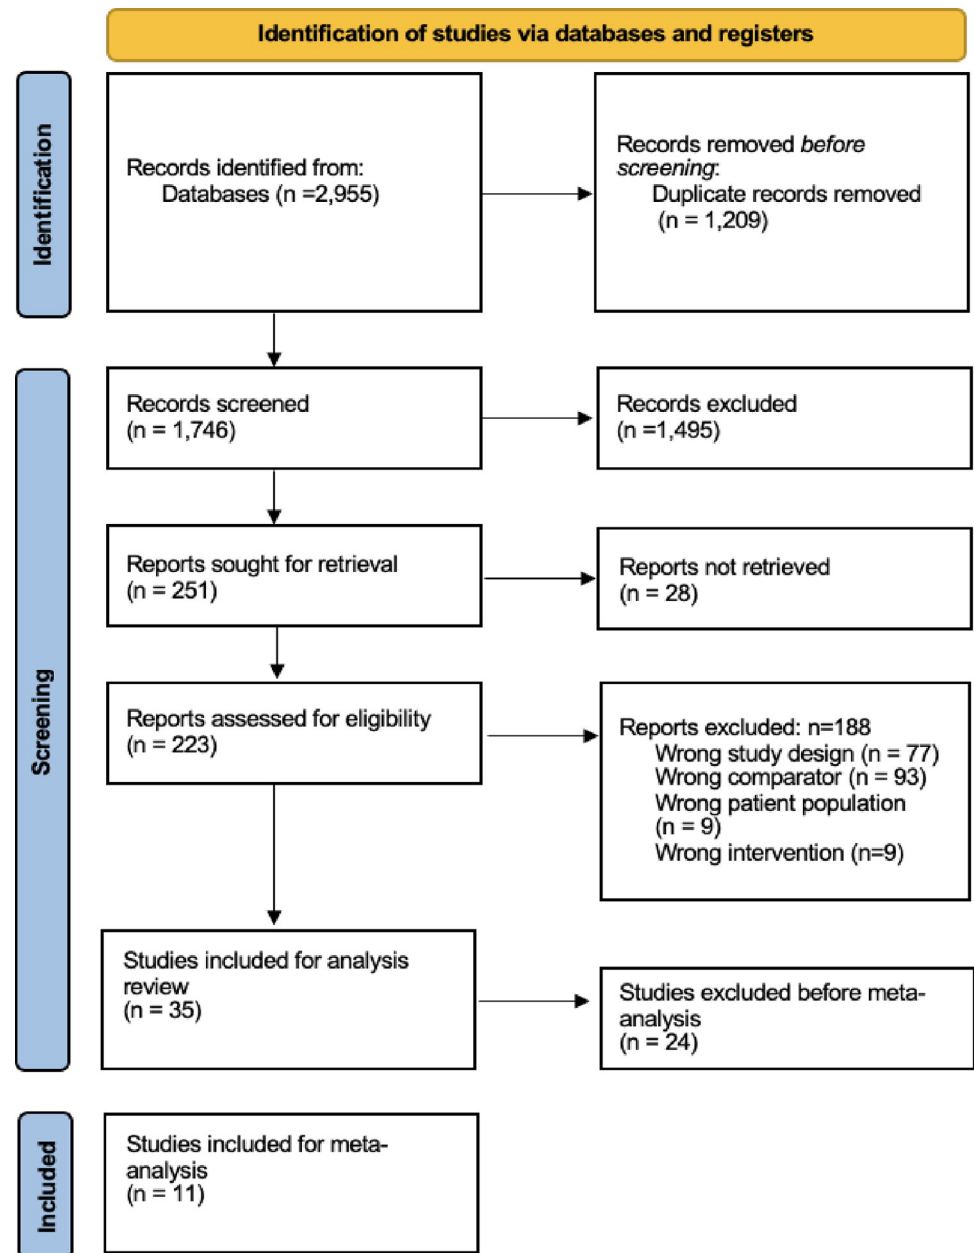 Identification of studies via databases and registers
Identification
Records identified from:
Databases (n =2,955)
Records removed before
screening:
Duplicate records removed
(n = 1,209)
Screening
Records screened
(n = 1,746)
Records excluded
(n =1,495)
Reports sought for retrieval
(n = 251)
Reports not retrieved
(n = 28)
Reports assessed for eligibility
(n = 223)
Reports excluded: n=188
Wrong study design (n = 77)
Wrong comparator (n = 93)
Wrong patient population
(n = 9)
Wrong intervention (n=9)
Studies included for analysis
review
(n = 35)
Studies excluded before meta-
analysis
(n = 24)
Included
Studies included for meta-
analysis
(n = 11)